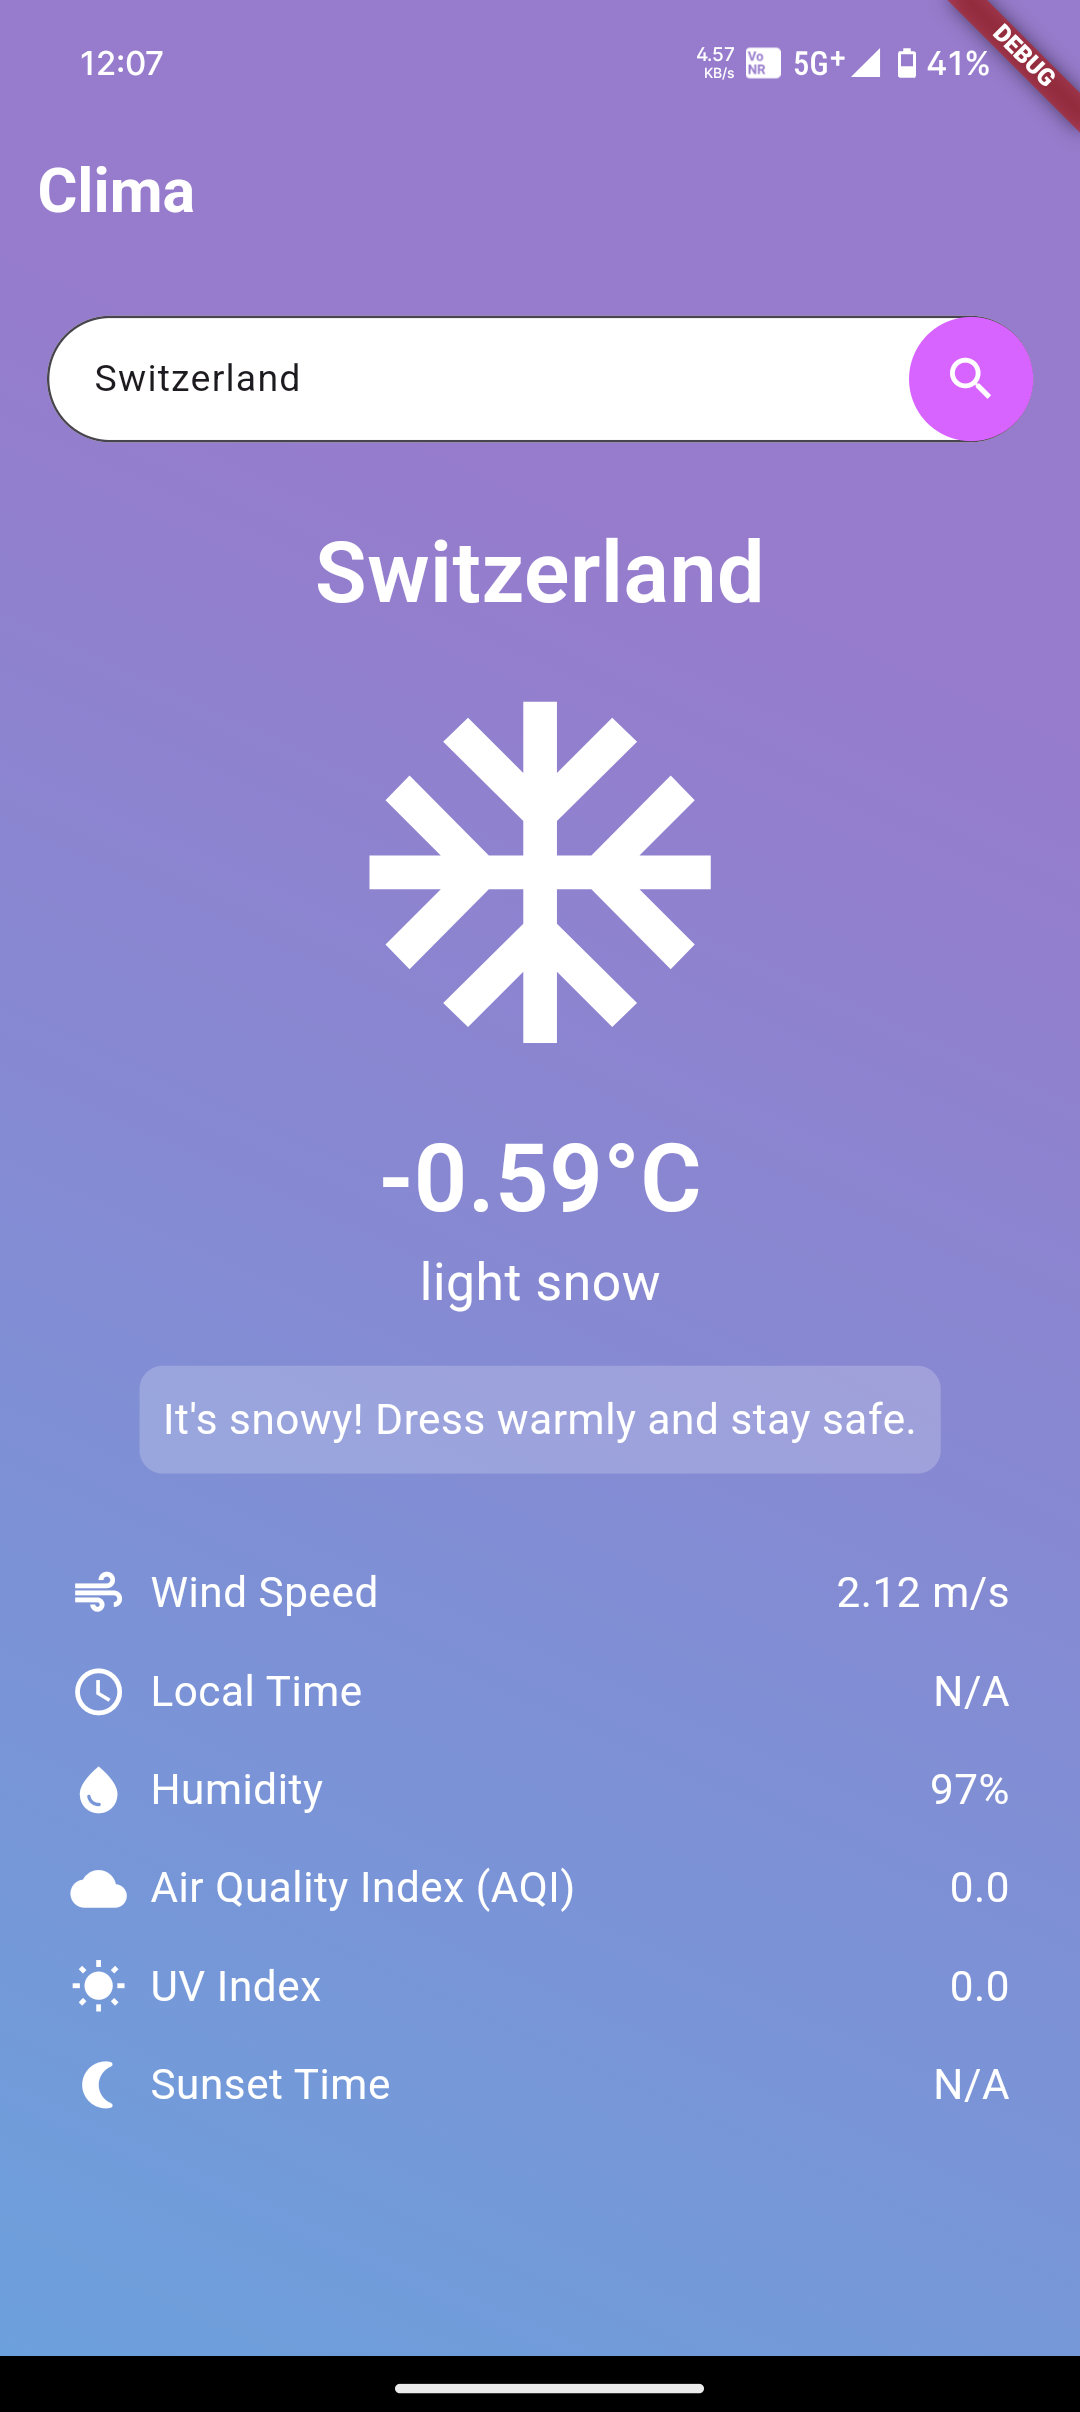 12:07
4.57
KB/s
Vo
NR
5G+
41%
DEBUG
Clima
Switzerland
Switzerland
-0.59°C
light snow
It's snowy! Dress warmly and stay safe.
Wind Speed 2.12 m/s
Local Time N/A
Humidity 97%
Air Quality Index (AQI) 0.0
UV Index 0.0
Sunset Time N/A